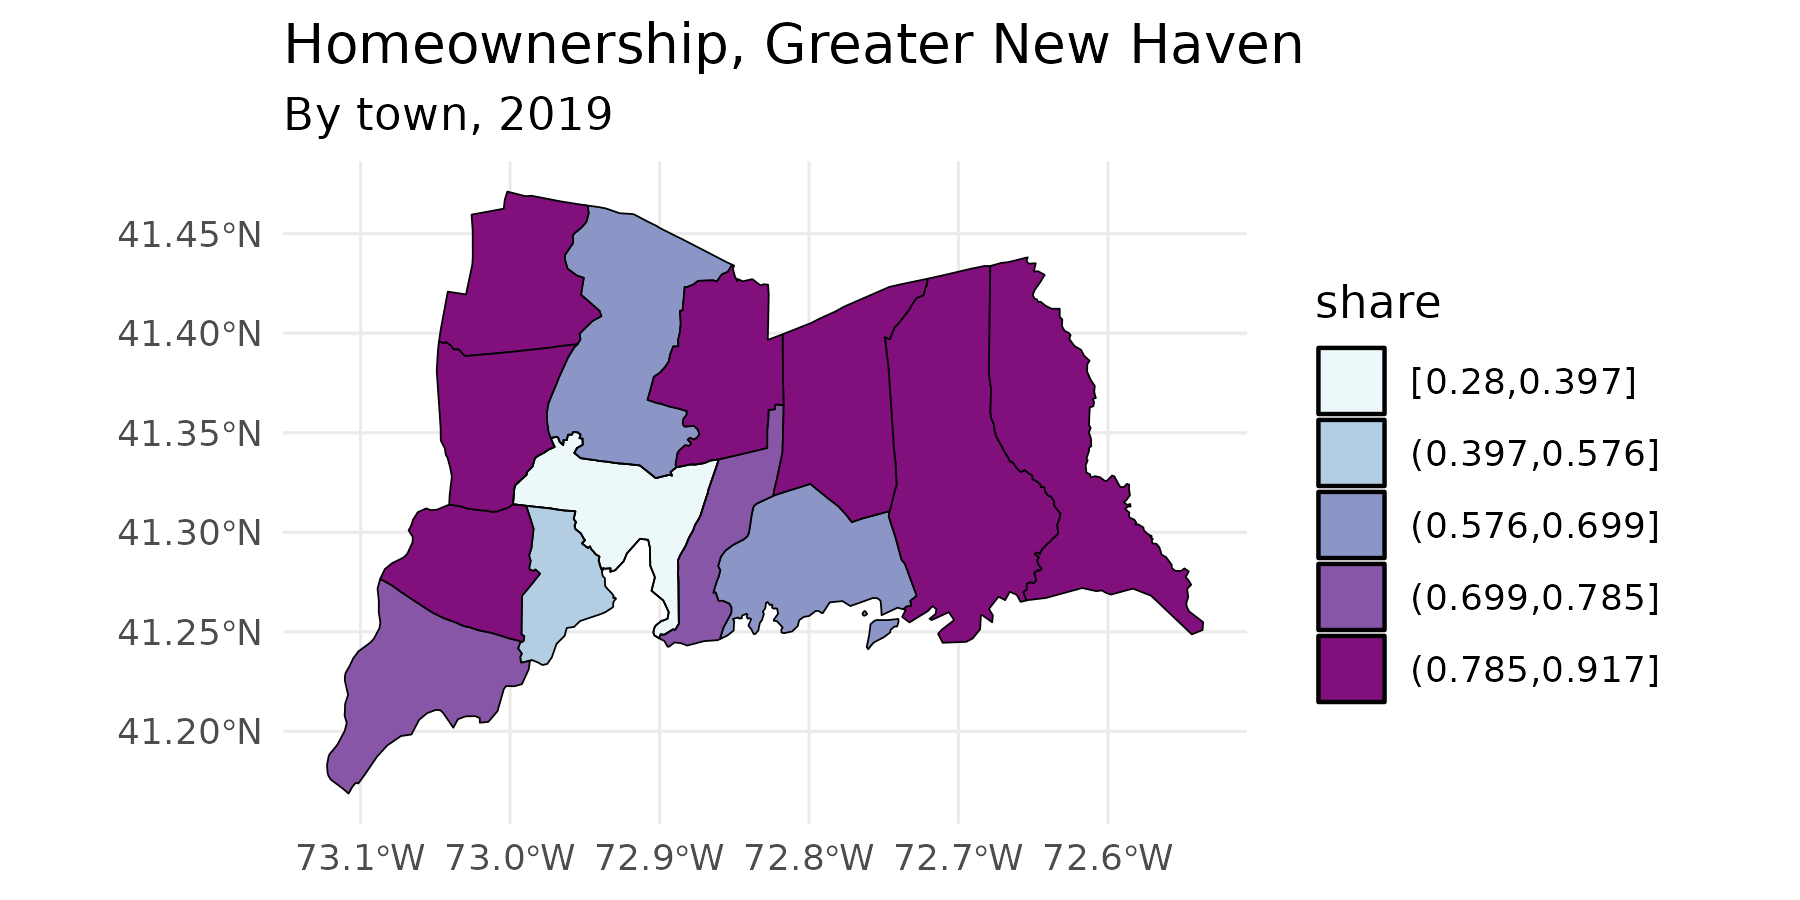 Homeownership, Greater New Haven
By town, 2019
41.45°N
41.40°N
41.35°N
41.30°N
41.25°N
41.20°N
73.1°W 73.0°W 72.9°W 72.8°W 72.7°W 72.6°W
share
[0.28,0.397]
(0.397,0.576]
(0.576,0.699]
(0.699,0.785]
(0.785,0.917]